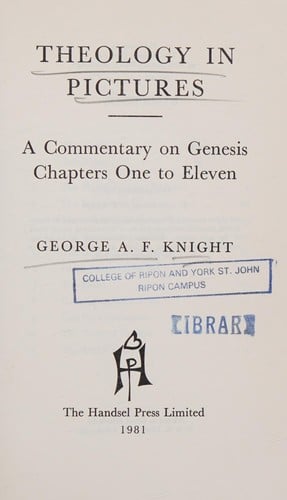 THEOLOGY IN
PICTURES
A Commentary on Genesis
Chapters One to Eleven
GEORGE A. F. KNIGHT
COLLEGE OF RIPON AND YORK ST. JOHN
RIPON CAMPUS
LIBRAR
The Handsel Press Limited
1981